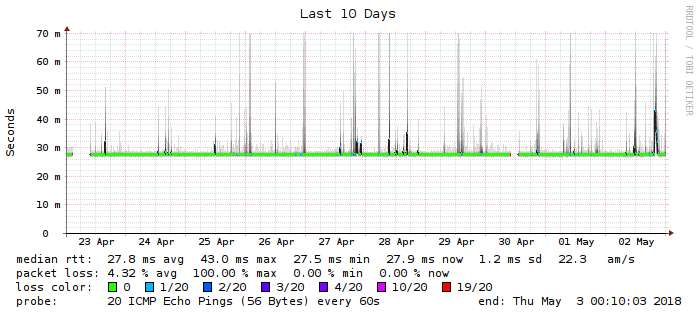 Last 10 Days
RRDTOOL / TOBI OETIKER
Seconds
70 m
60 m
50 m
40 m
30 m
20 m
10 m
0
23 Apr 24 Apr 25 Apr 26 Apr 27 Apr 28 Apr 29 Apr 30 Apr 01 May 02 May
median rtt: 27.8 ms avg 43.0 ms max 27.5 ms min 27.9 ms now 1.2 ms sd 22.3 am/s
packet loss: 4.32 % avg 100.00 % max 0.00 % min 0.00 % now
loss color: 0 1/20 2/20 3/20 4/20 10/20 19/20
probe: 20 ICMP Echo Pings (56 Bytes) every 60s end: Thu May 3 00:10:03 2018